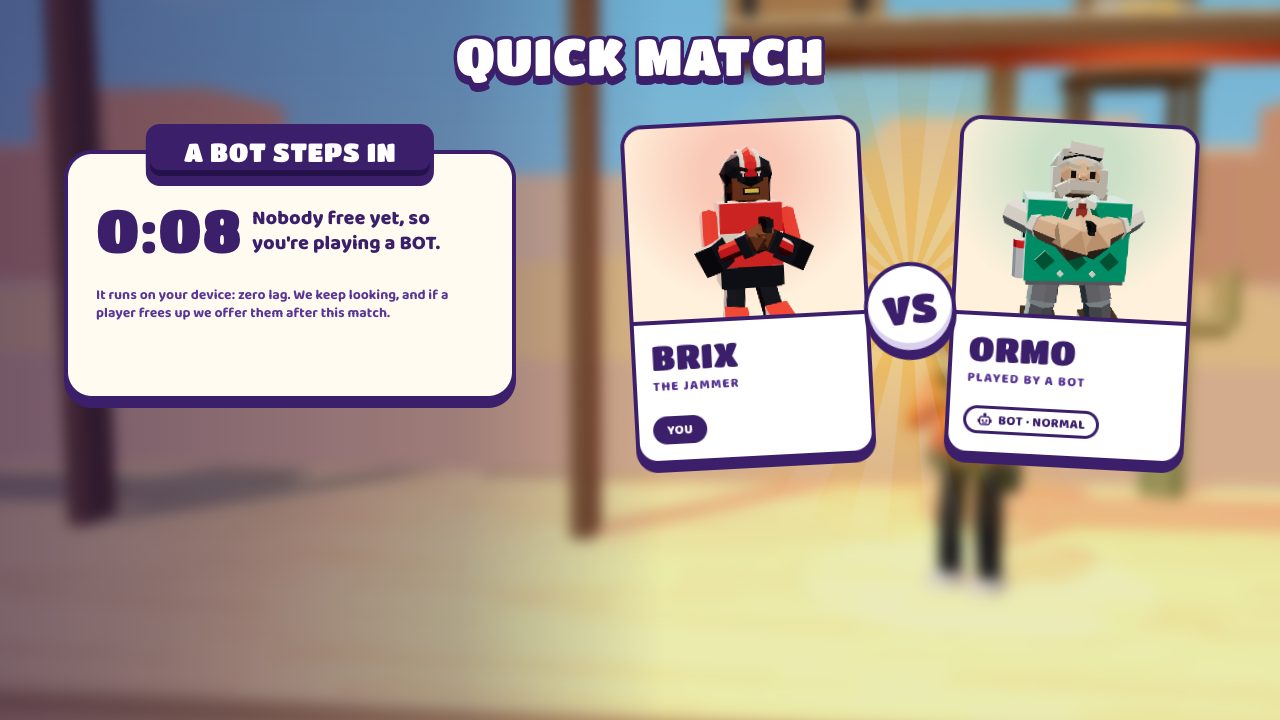 QUICK MATCH
A BOT STEPS IN
0:08
Nobody free yet, so
you're playing a BOT.
It runs on your device: zero lag. We keep looking, and if a
player frees up we offer them after this match.
BRIX
THE JAMMER
YOU
VS
ORMO
PLAYED BY A BOT
BOT · NORMAL